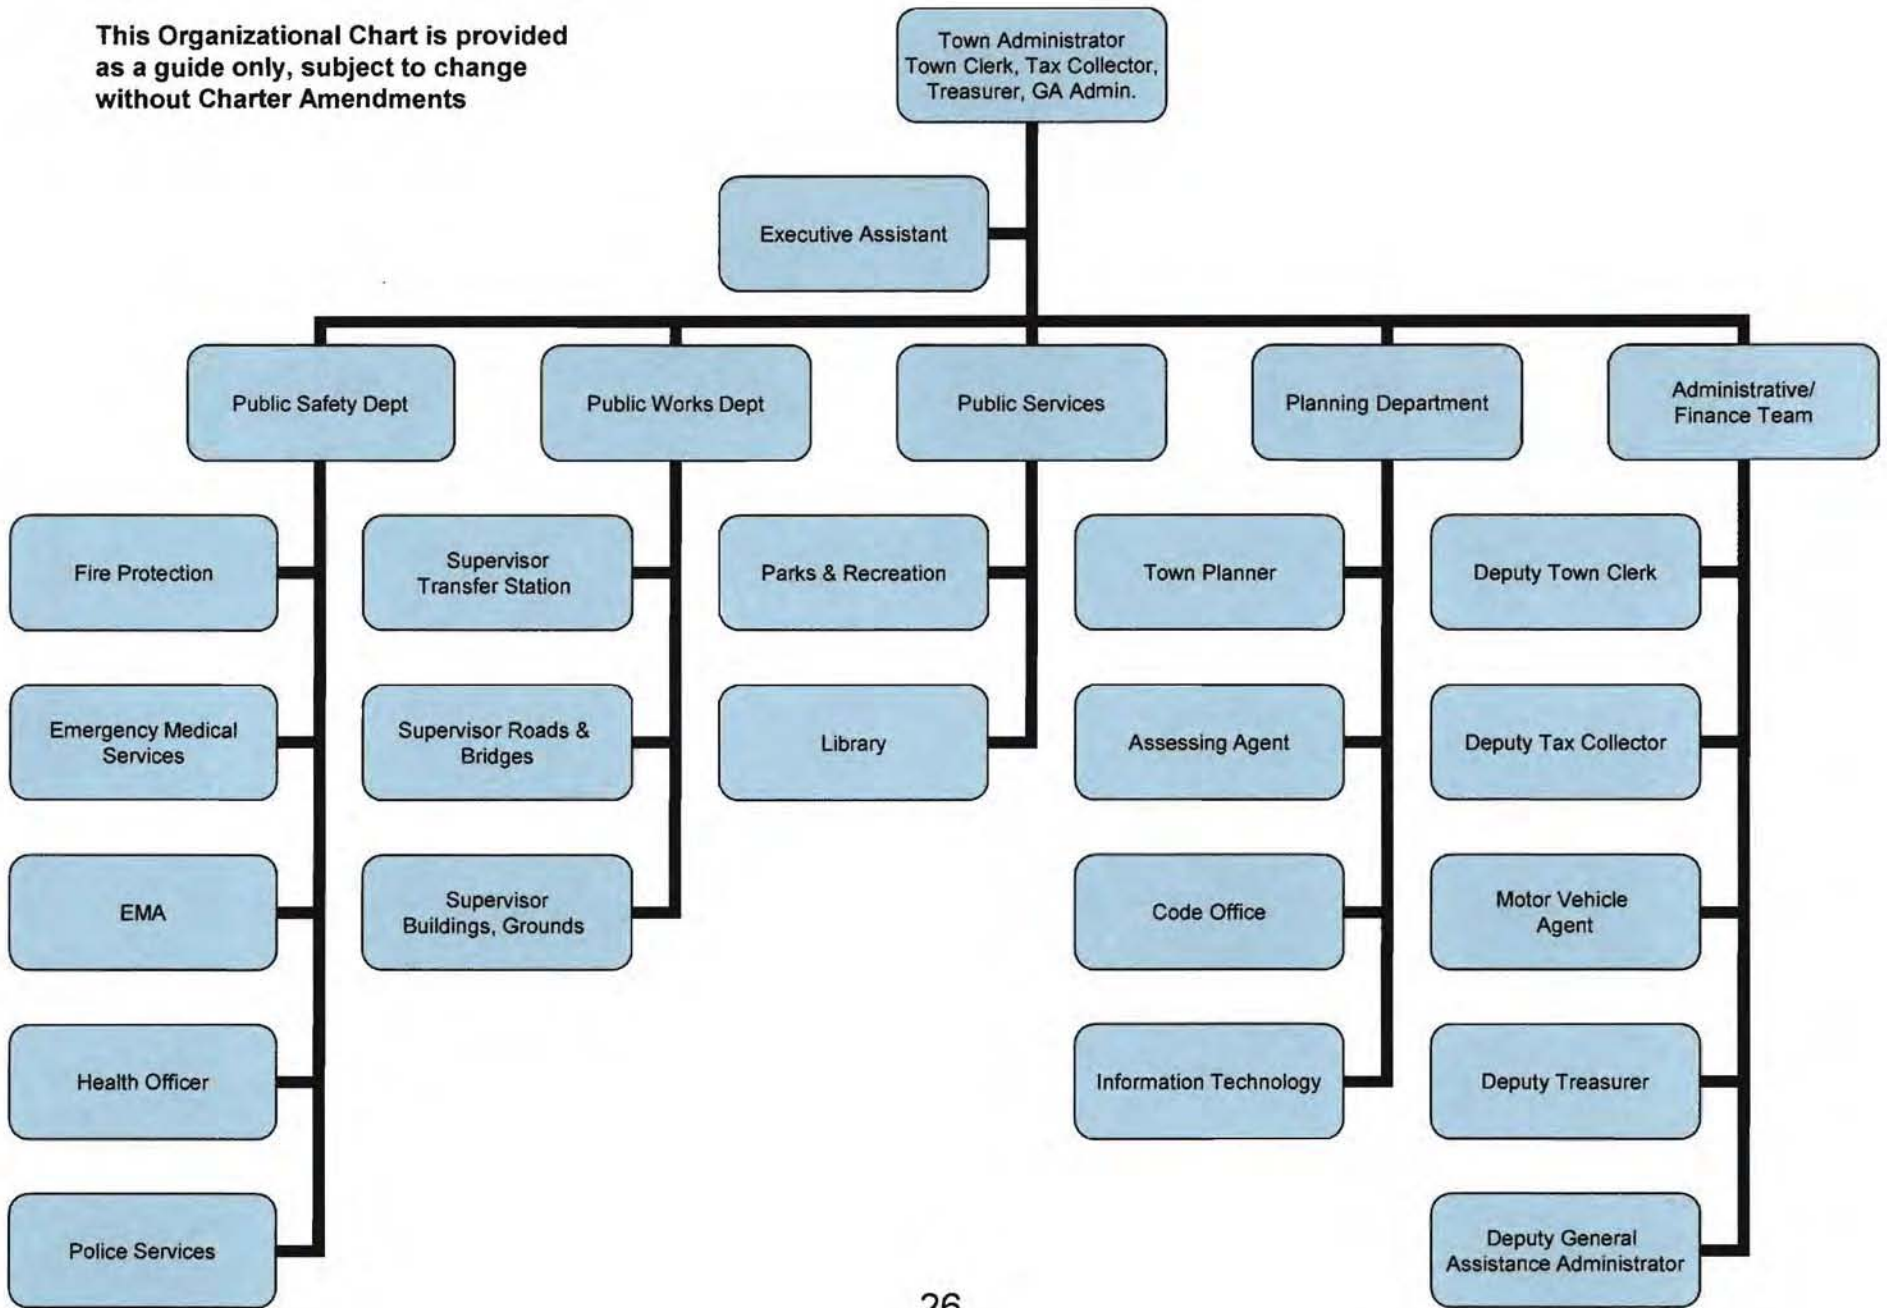 This Organizational Chart is provided
as a guide only, subject to change
without Charter Amendments
Town Administrator
Town Clerk, Tax Collector,
Treasurer, GA Admin.
Executive Assistant
Public Safety Dept
Public Works Dept
Public Services
Planning Department
Administrative/
Finance Team
Fire Protection
Supervisor
Transfer Station
Parks & Recreation
Town Planner
Deputy Town Clerk
Emergency Medical
Services
Supervisor Roads &
Bridges
Library
Assessing Agent
Deputy Tax Collector
EMA
Supervisor
Buildings, Grounds
Code Office
Motor Vehicle
Agent
Health Officer
Information Technology
Deputy Treasurer
Police Services
Deputy General
Assistance Administrator
26